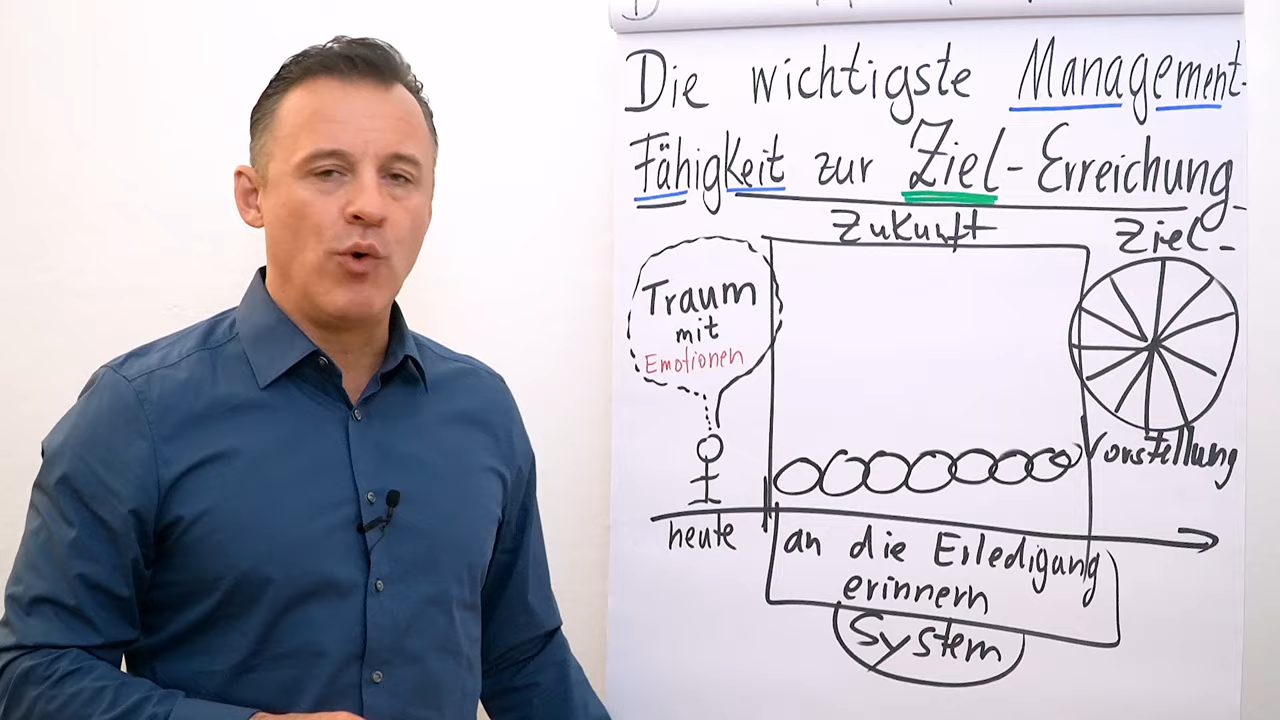 Die wichtigste Management-
Fähigkeit zur Ziel-Erreichung
Zukunft
Ziel-
Traum
mit
Emotionen
Vorstellung
heute
an die Erledigung
erinnern
System